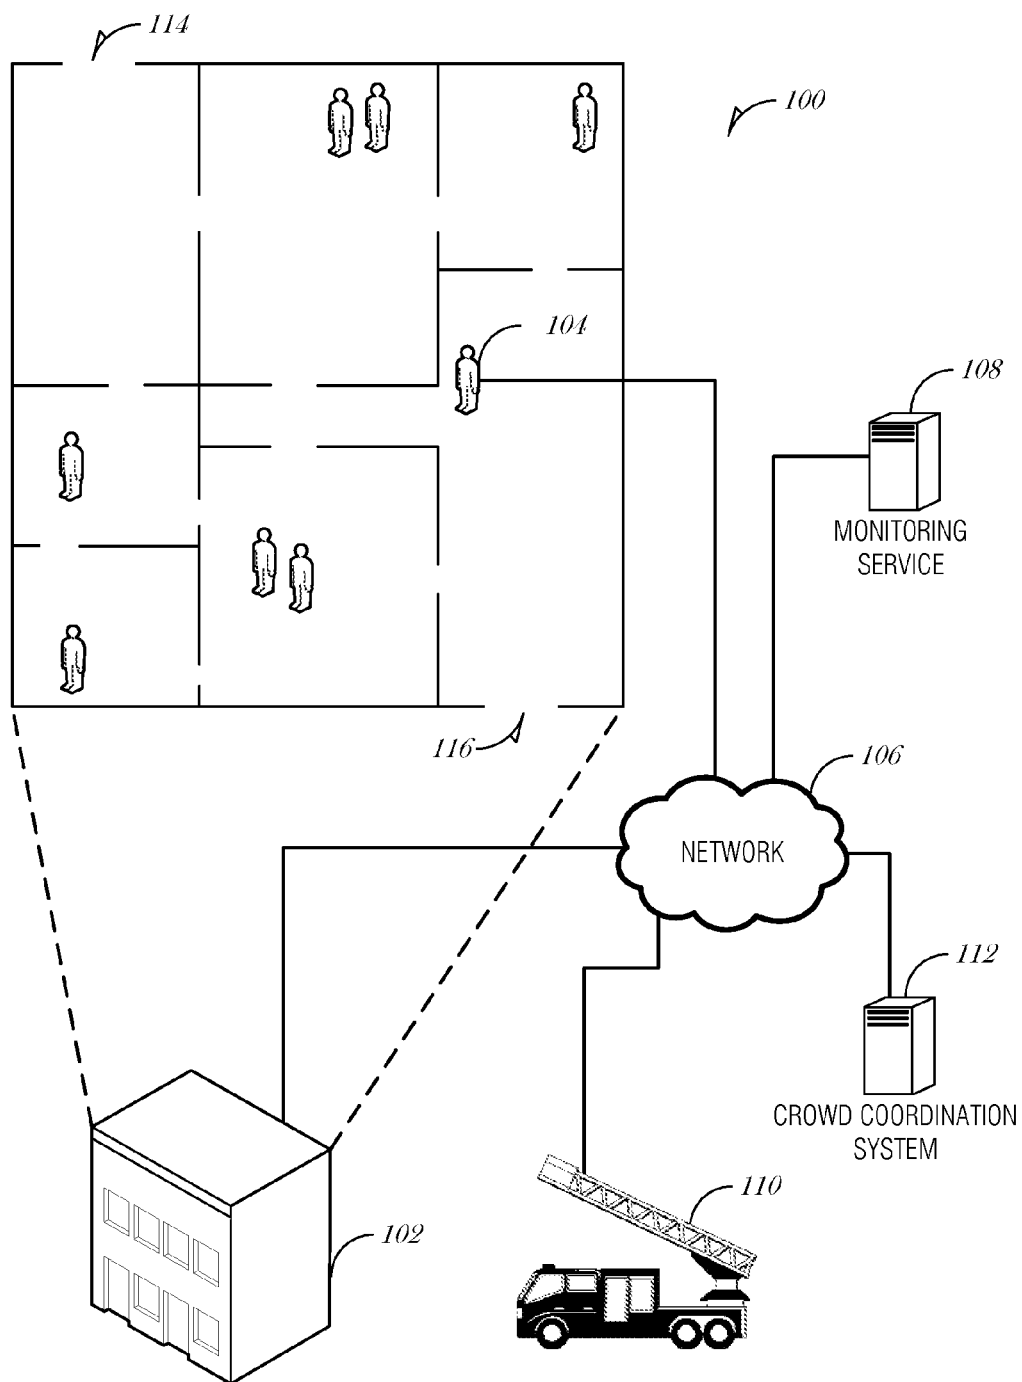 114
100
104
108
MONITORING
SERVICE
116
106
NETWORK
112
CROWD COORDINATION
SYSTEM
110
102